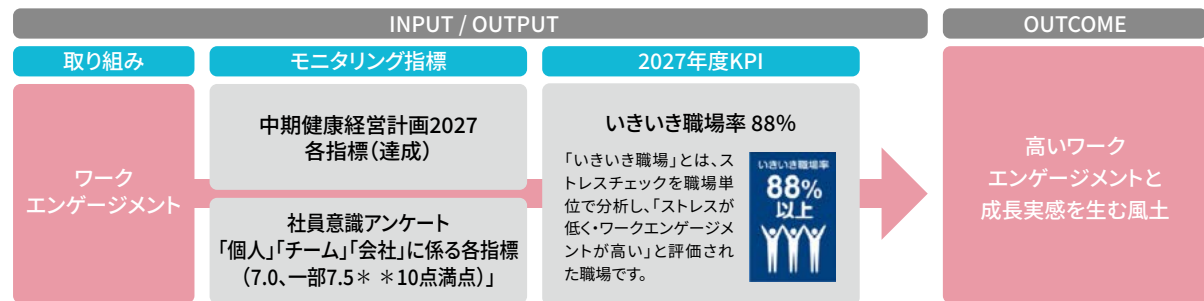 INPUT / OUTPUT
OUTCOME
取り組み
モニタリング指標
2027年度KPI
ワーク
エンゲージメント
中期健康経営計画2027
各指標(達成)
社員意識アンケート
「個人」「チーム」「会社」に係る各指標
(7.0、一部7.5＊ ＊10点満点)」
いきいき職場率 88%
「いきいき職場」とは、ス
トレスチェックを職場単
位で分析し、「ストレスが
低く・ワークエンゲージメ
ントが高い」と評価され
た職場です。
いきいき職場率
88%
以上
高いワーク
エンゲージメントと
成長実感を生む風土